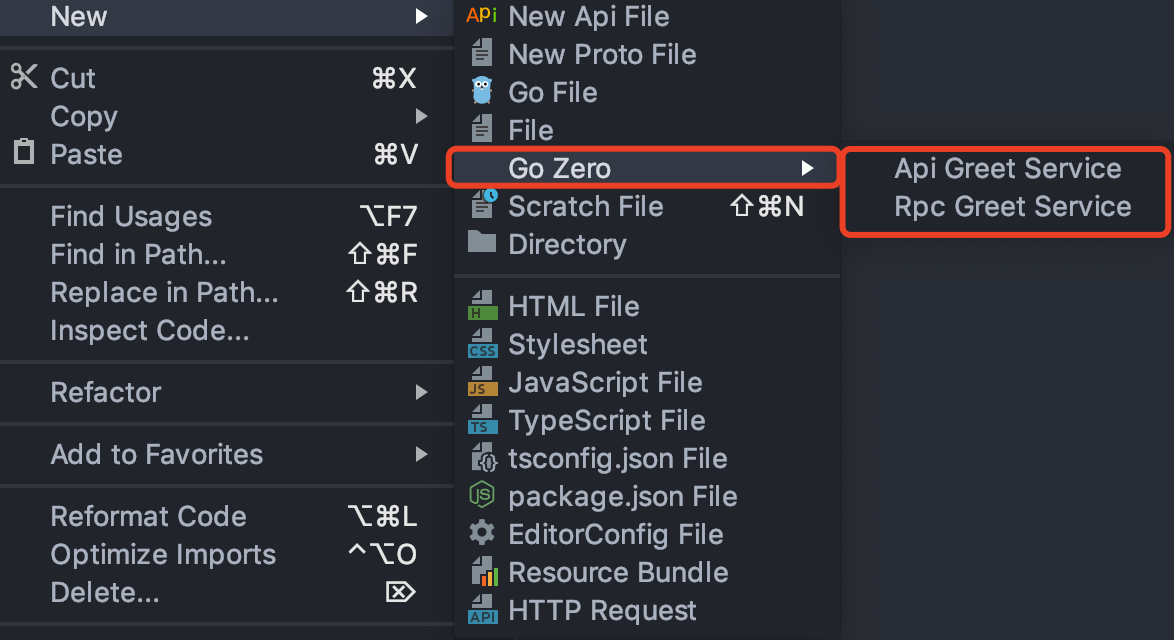 New
Cut ⌘X
Copy
Paste ⌘V
Find Usages ⌥F7
Find in Path... ⇧⌘F
Replace in Path... ⇧⌘R
Inspect Code...
Refactor
Add to Favorites
Reformat Code ⌥⌘L
Optimize Imports ^⌥O
Delete... ⌦
Api New Api File
New Proto File
Go File
File
Go Zero
Scratch File ⇧⌘N
Directory
H HTML File
CSS Stylesheet
JS JavaScript File
TS TypeScript File
tsconfig.json File
JS package.json File
EditorConfig File
Resource Bundle
API HTTP Request
Api Greet Service
Rpc Greet Service